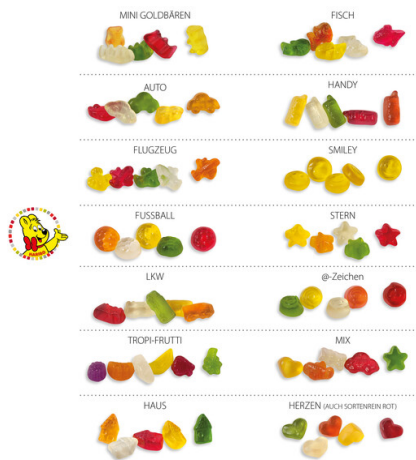 MINI GOLDBÄREN
FISCH
AUTO
HANDY
FLUGZEUG
SMILEY
FUSSBALL
STERN
LKW
@-Zeichen
TROPI-FRUTTI
MIX
HAUS
HERZEN (AUCH SORTENREIN ROT)